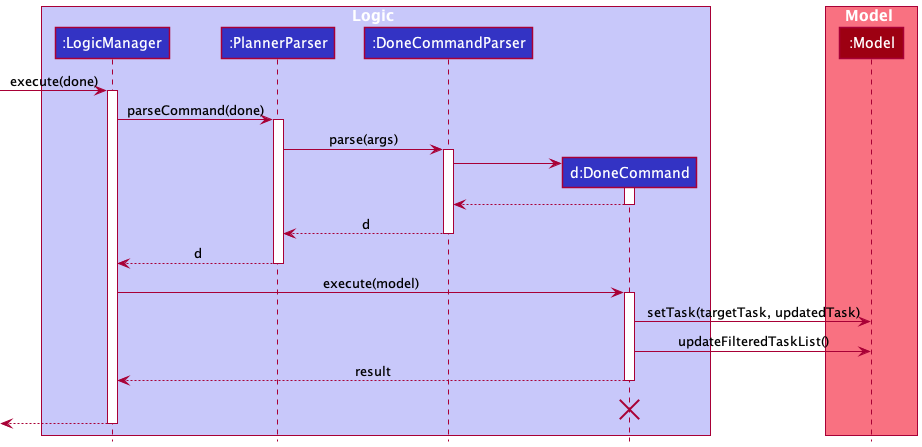 Logic
Model
:LogicManager
:PlannerParser
:DoneCommandParser
:Model
execute(done)
parseCommand(done)
parse(args)
d:DoneCommand
d
d
execute(model)
setTask(targetTask, updatedTask)
updateFilteredTaskList()
result